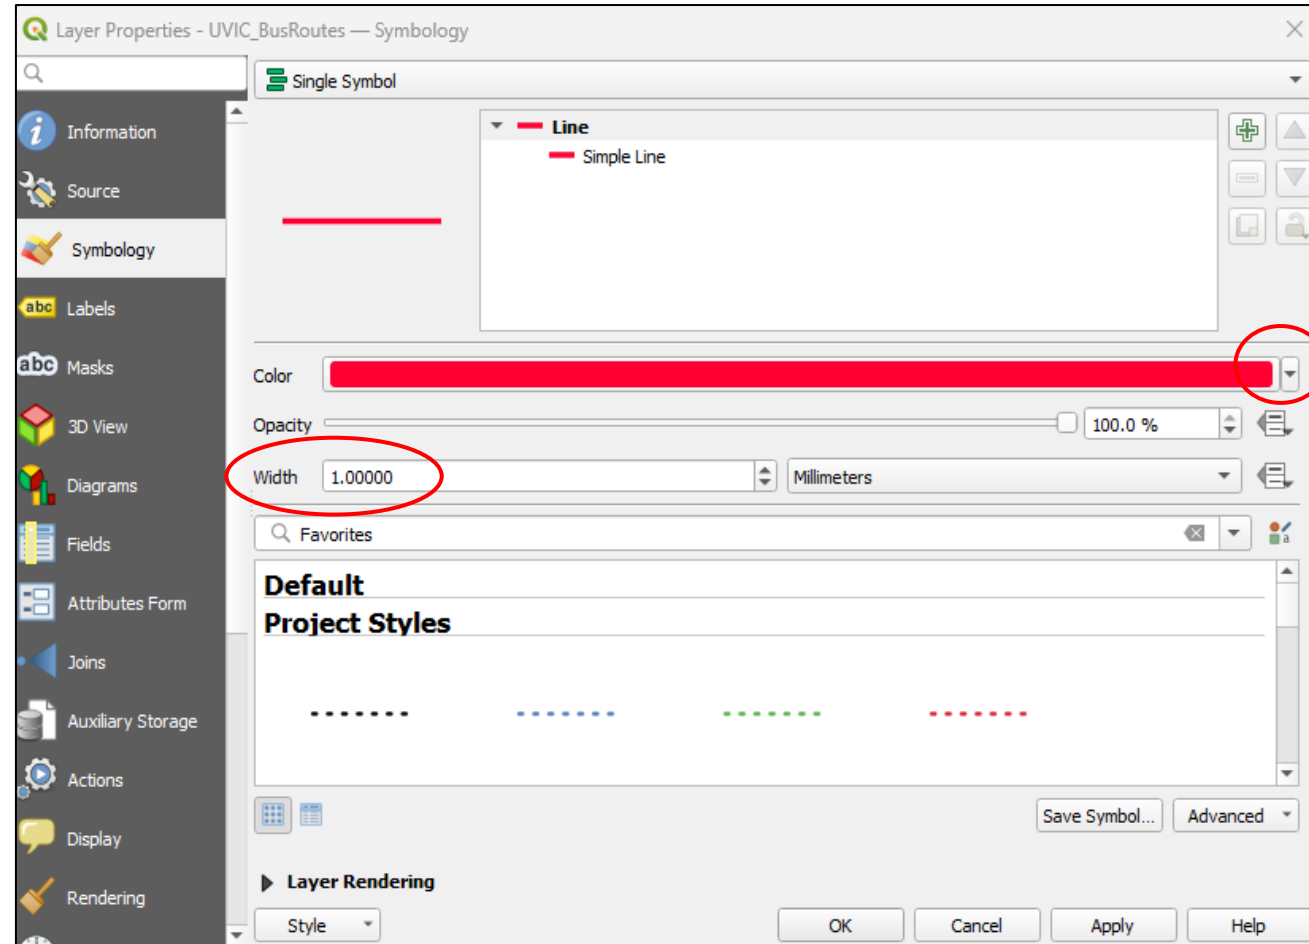 Layer Properties - UVIC_BusRoutes — Symbology
Single Symbol
Information
Source
Symbology
abc Labels
abc Masks
3D View
Diagrams
Fields
Attributes Form
Joins
Auxiliary Storage
Actions
Display
Rendering
Line
Simple Line
Color
Opacity 100.0 %
Width 1.00000 Millimeters
Favorites
a
Default
Project Styles
Save Symbol... Advanced
Layer Rendering
Style OK Cancel Apply Help